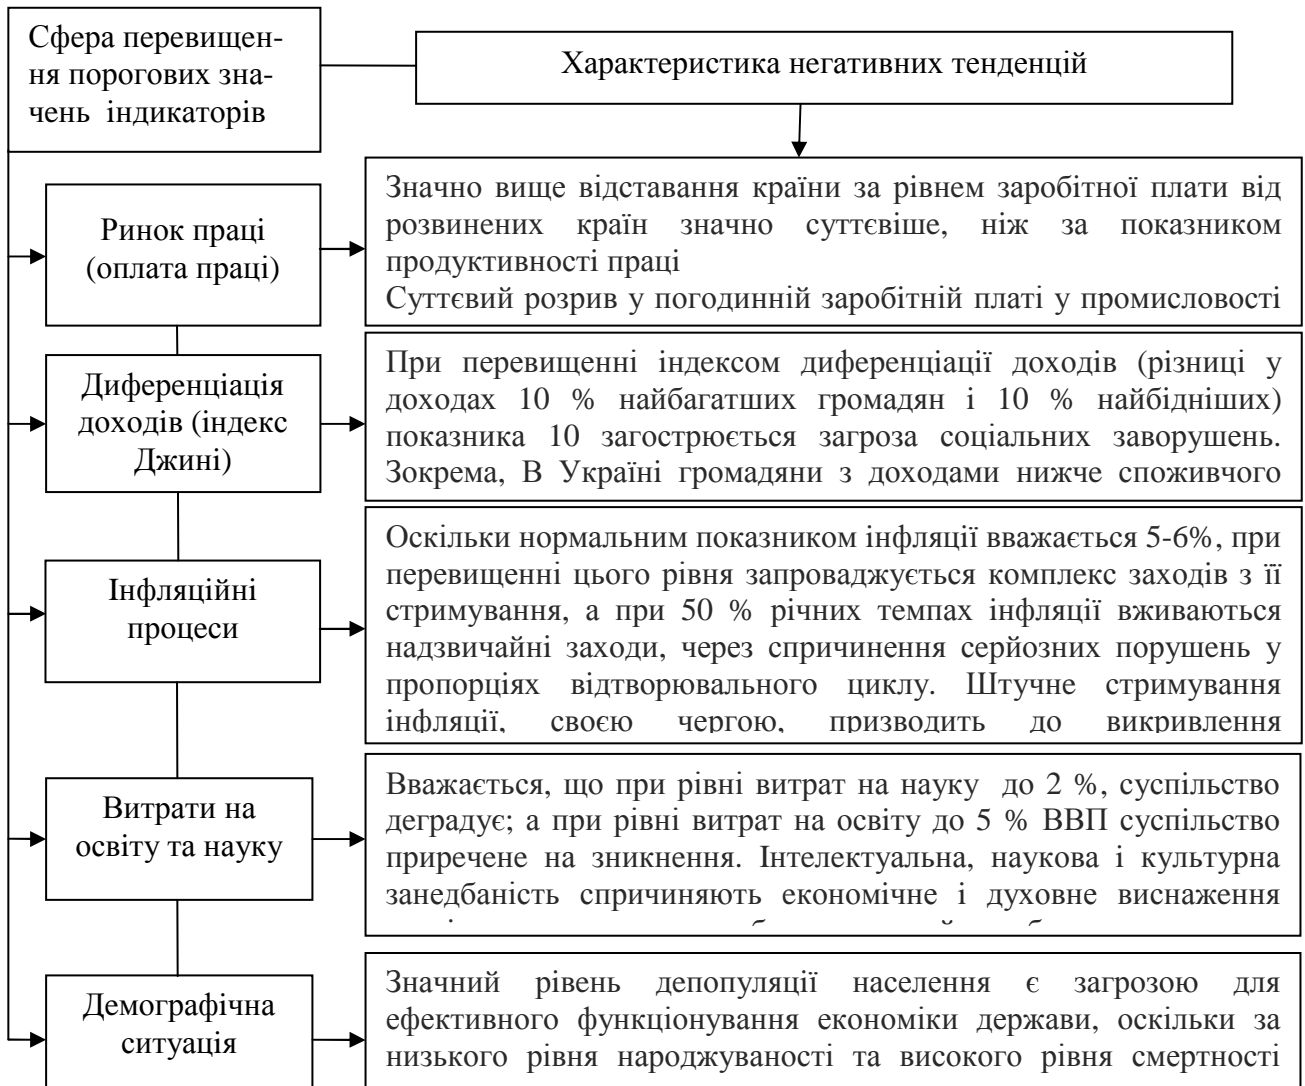 Сфера перевищен-
ня порогових зна-
чень індикаторів
Характеристика негативних тенденцій
Ринок праці
(оплата праці)
Значно вище відставання країни за рівнем заробітної плати від
розвинених країн значно суттєвіше, ніж за показником
продуктивності праці
Суттєвий розрив у погодинній заробітній платі у промисловості
Диференціація
доходів (індекс
Джині)
При перевищенні індексом диференціації доходів (різниці у
доходах 10 % найбагатших громадян і 10 % найбідніших)
показника 10 загострюється загроза соціальних заворушень.
Зокрема, В Україні громадяни з доходами нижче споживчого
Інфляційні
процеси
Оскільки нормальним показником інфляції вважається 5-6%, при
перевищенні цього рівня запроваджується комплекс заходів з її
стримування, а при 50 % річних темпах інфляції вживаються
надзвичайні заходи, через спричинення серйозних порушень у
пропорціях відтворювального циклу. Штучне стримування
інфляції, своєю чергою, призводить до викривлення
Витрати на
освіту та науку
Вважається, що при рівні витрат на науку до 2 %, суспільство
деградує; а при рівні витрат на освіту до 5 % ВВП суспільство
приречене на зникнення. Інтелектуальна, наукова і культурна
занедбаність спричиняють економічне і духовне виснаження
Демографічна
ситуація
Значний рівень депопуляції населення є загрозою для
ефективного функціонування економіки держави, оскільки за
низького рівня народжуваності та високого рівня смертності